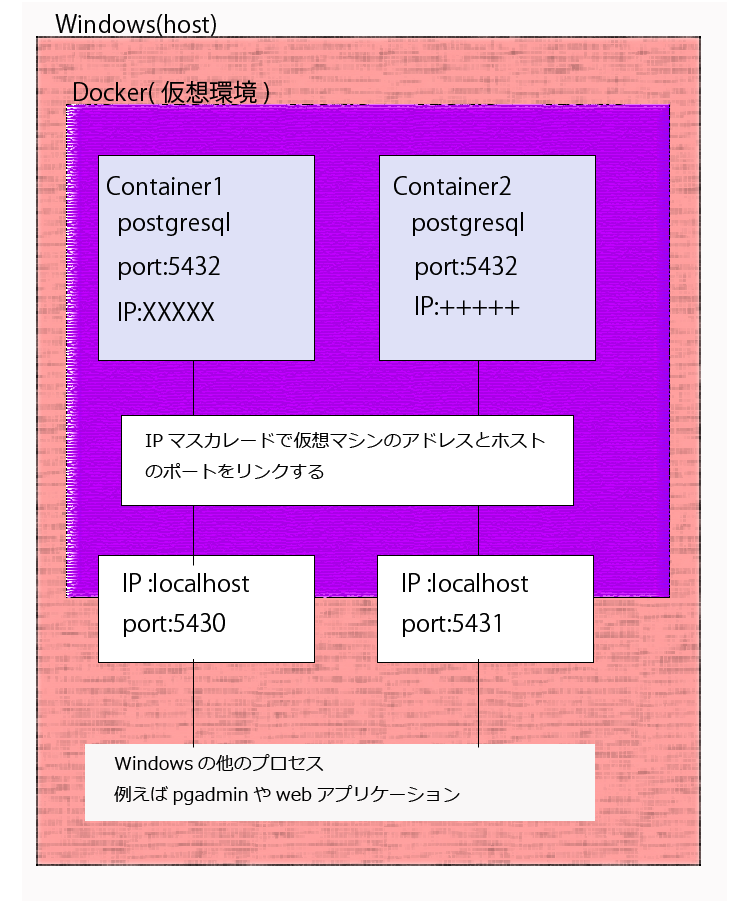 Windows(host)
Docker( 仮想環境 )
Container1
postgresql
port:5432
IP:XXXXX
Container2
postgresql
port:5432
IP:+++++
IP マスカレードで仮想マシンのアドレスとホスト
のポートをリンクする
IP :localhost
port:5430
IP :localhost
port:5431
Windows の他のプロセス
例えば pgadmin や web アプリケーション